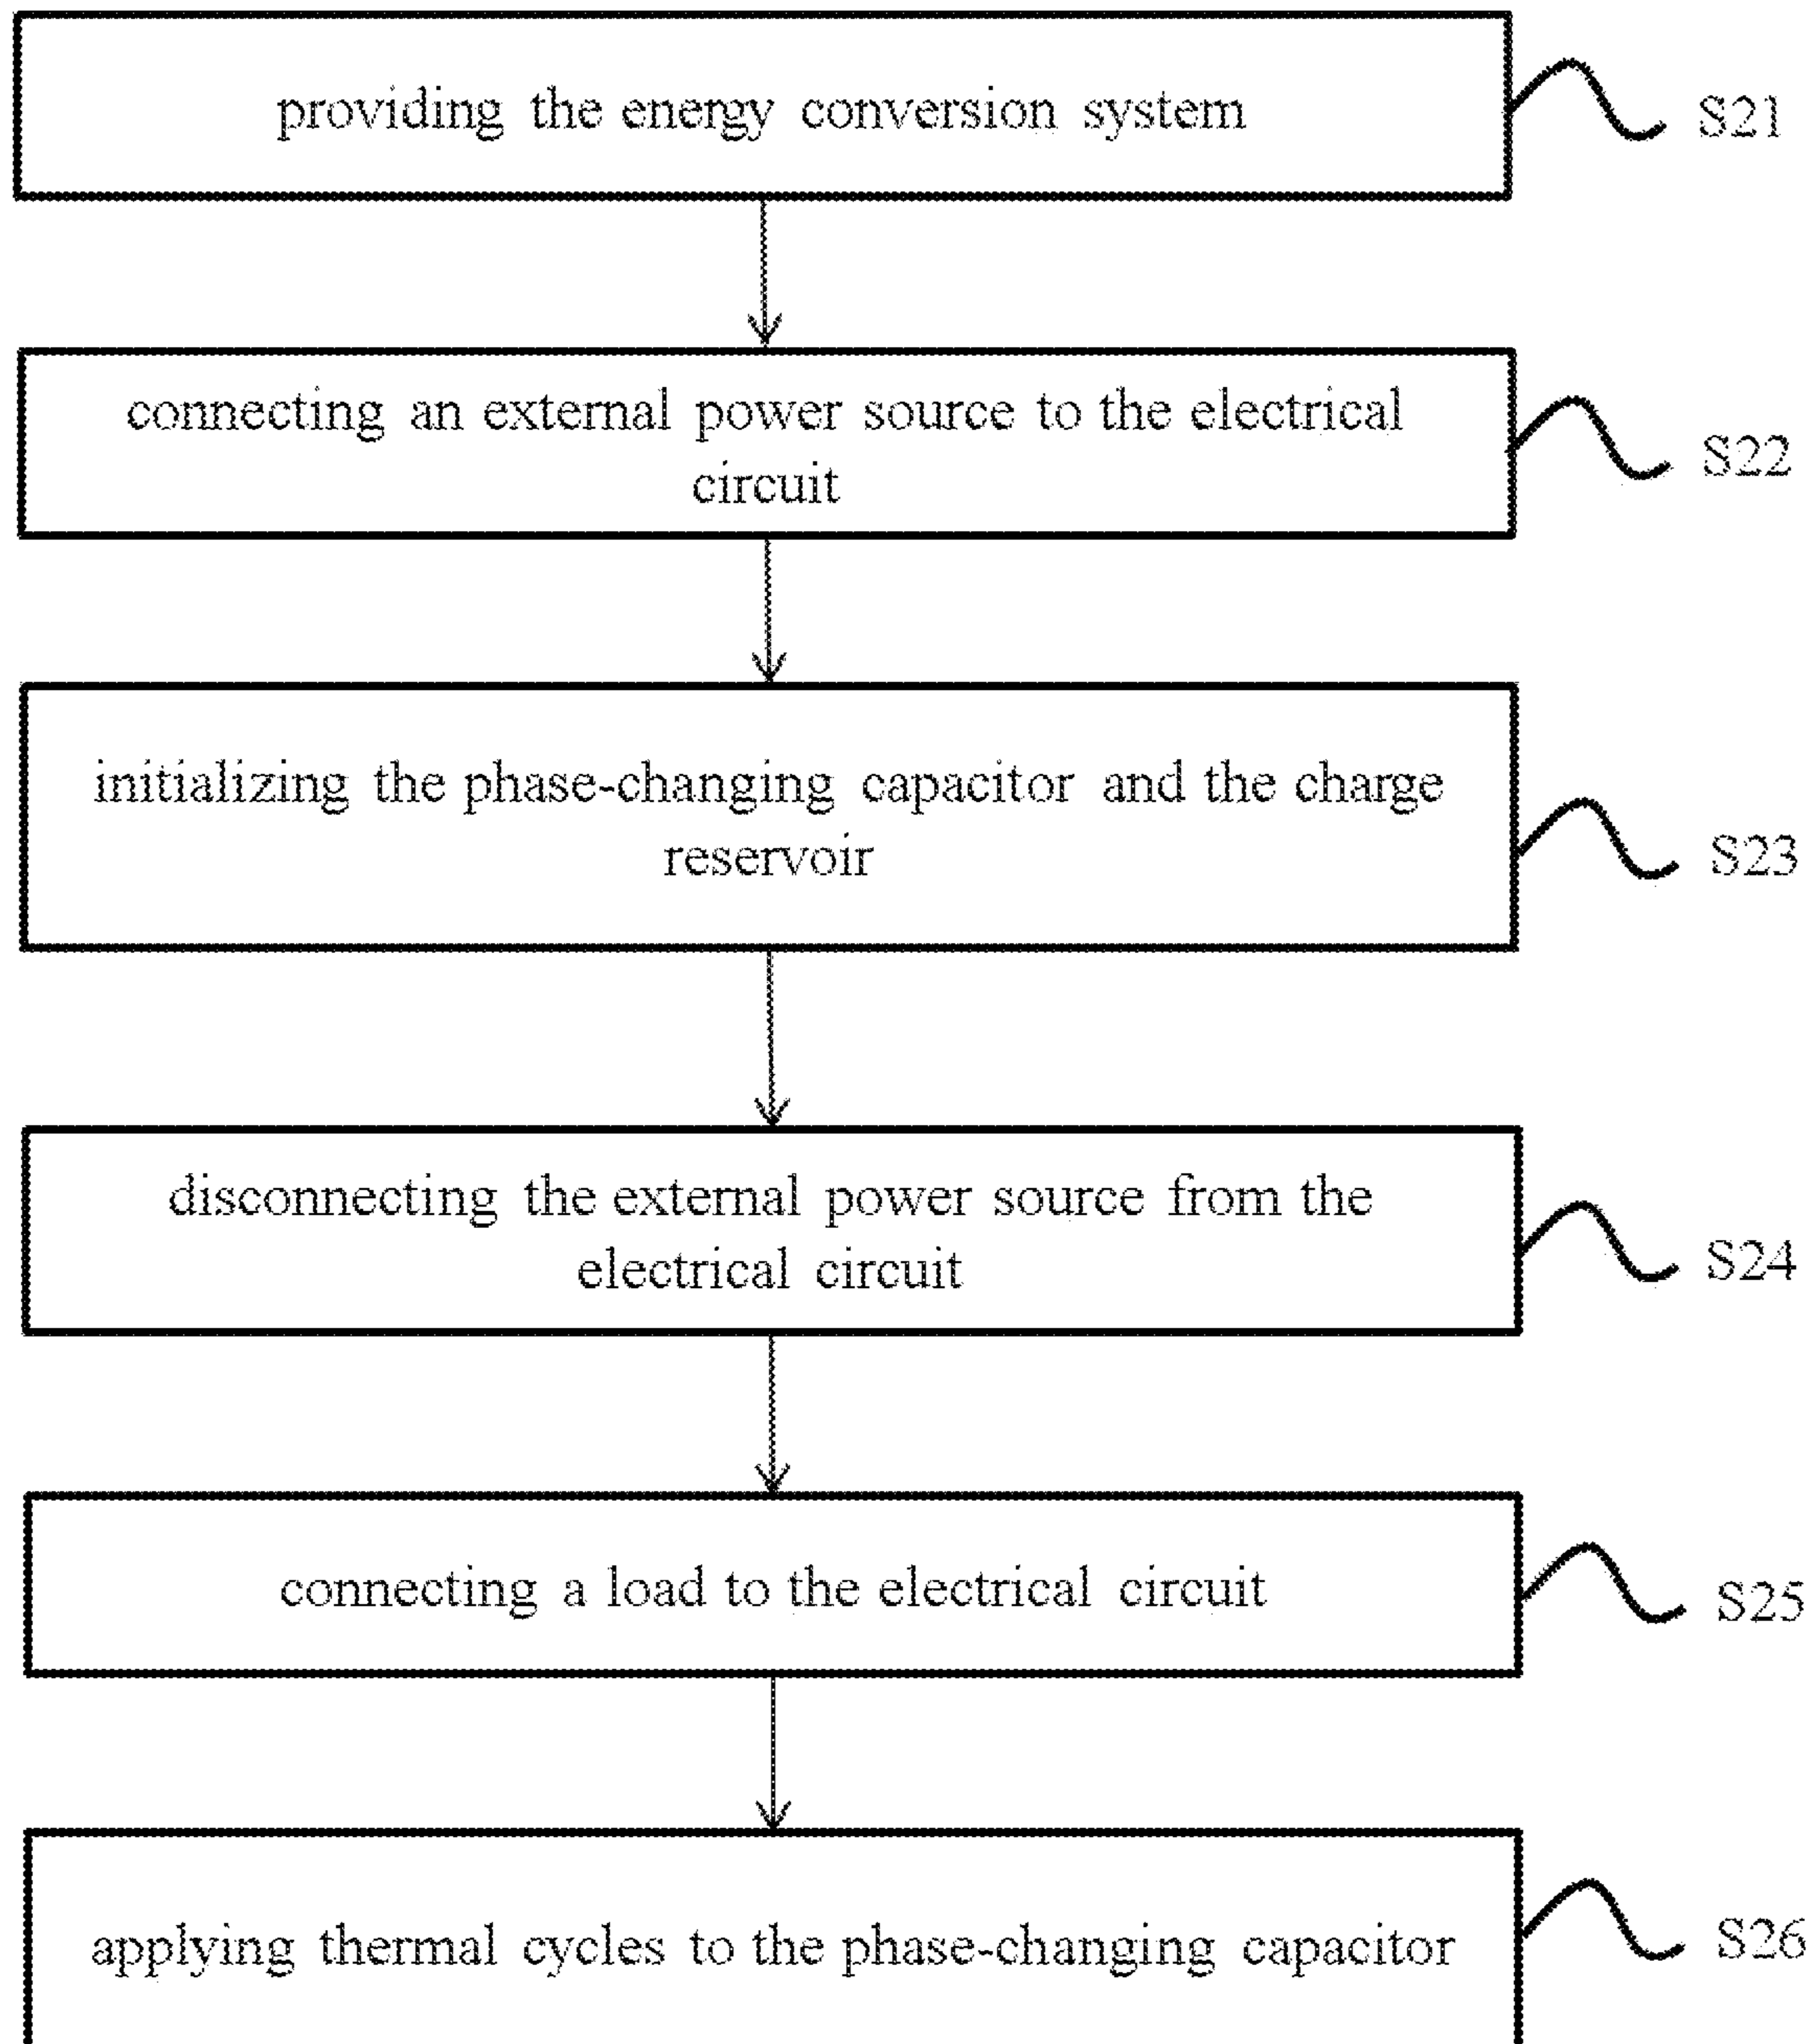 providing the energy conversion system
S21
connecting an external power source to the electrical
circuit
S22
initializing the phase-changing capacitor and the charge
reservoir
S23
disconnecting the external power source from the
electrical circuit
S24
connecting a load to the electrical circuit
S25
applying thermal cycles to the phase-changing capacitor
S26